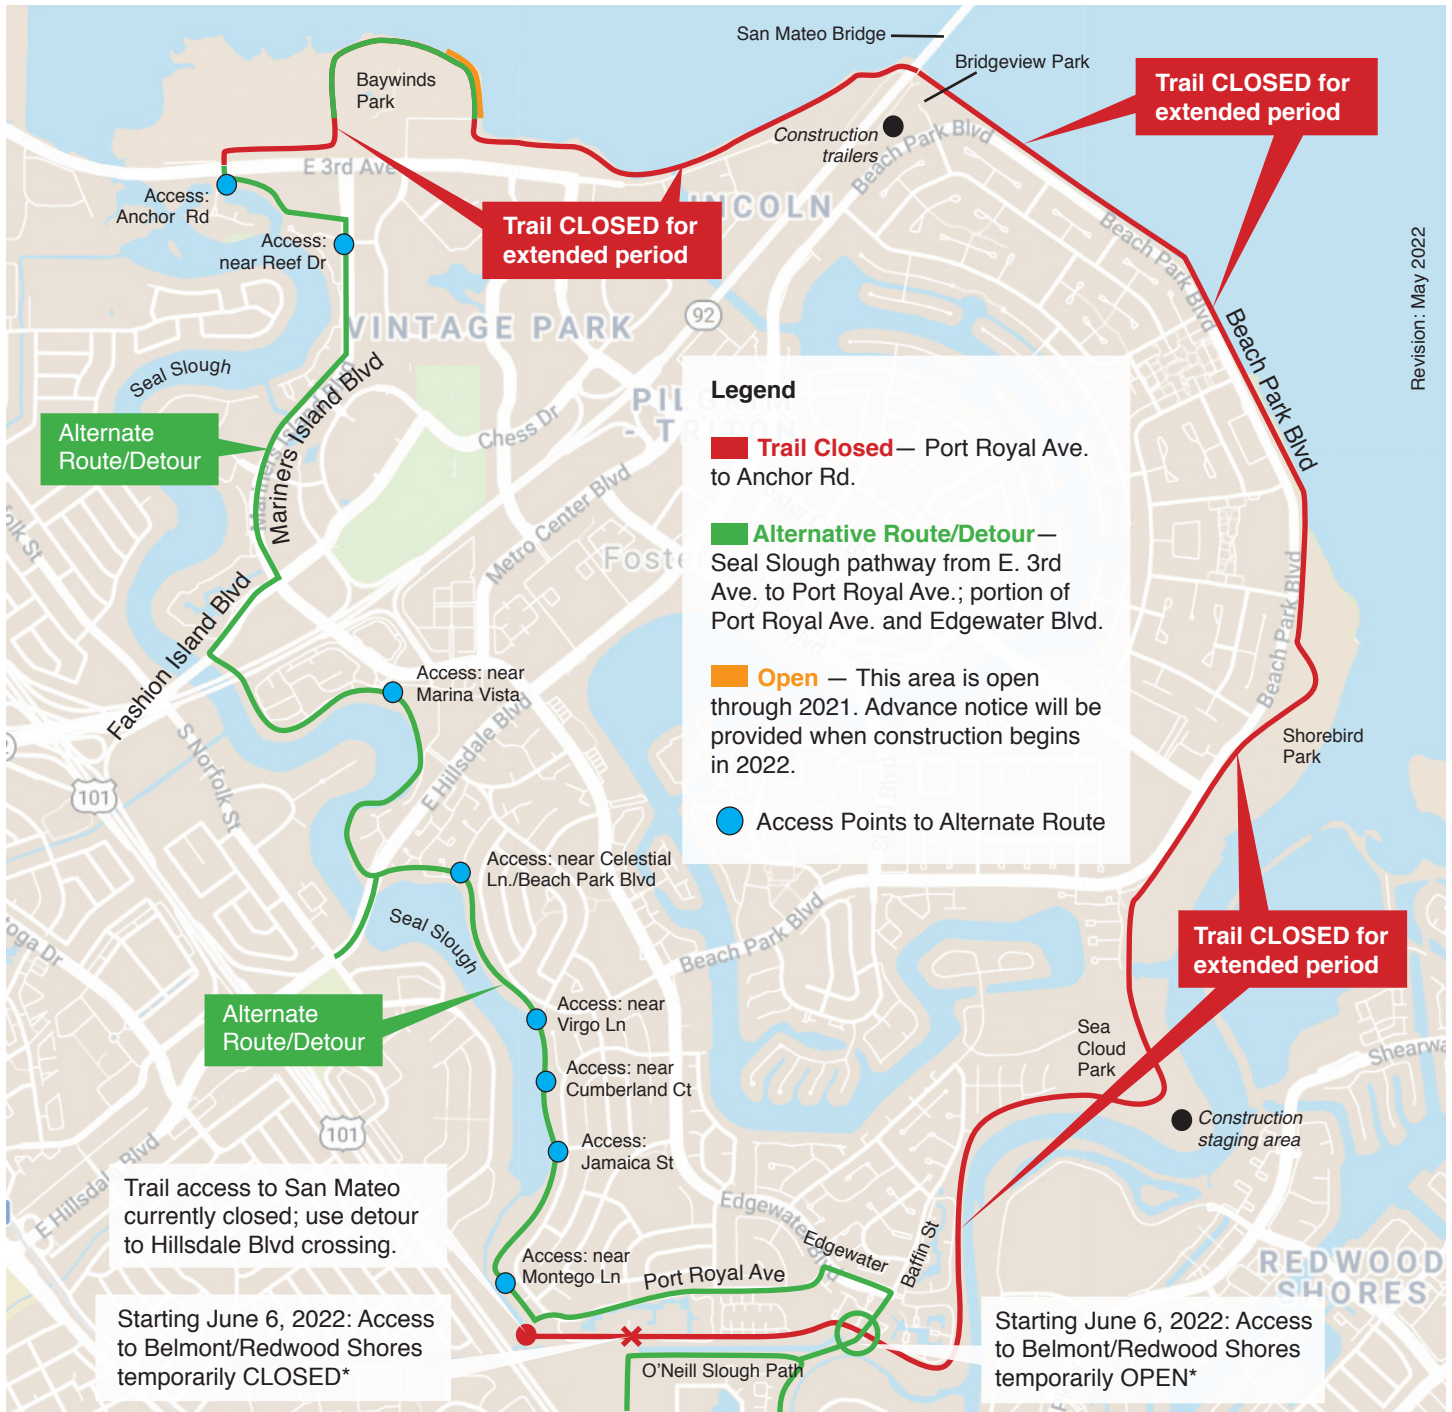 San Mateo Bridge
Bridgeview Park
Trail CLOSED for
extended period
Baywinds
Park
Construction
trailers
Beach Park Blvd
E 3rd Ave
Access:
Anchor Rd
Trail CLOSED for
extended period
NCOLN
Access:
near Reef Dr
Beach Park Blvd
Revision: May 2022
92
VINTAGE PARK
Beach Park Blvd
Seal Slough
Mariners Island Blvd
Legend
Trail Closed— Port Royal Ave.
to Anchor Rd.
Alternative Route/Detour—
Seal Slough pathway from E. 3rd
Ave. to Port Royal Ave.; portion of
Port Royal Ave. and Edgewater Blvd.
Open — This area is open
through 2021. Advance notice will be
provided when construction begins
in 2022.
Access Points to Alternate Route
Chess Dr
Alternate
Route/Detour
Metro Center Blvd
Foste
Beach Park Blvd
Fashion Island Blvd
Access: near
Marina Vista
S Norfolk St
E Hillsdale Blvd
101
Shorebird
Park
Access: near Celestial
Ln./Beach Park Blvd
Seal Slough
Beach Park Blvd
Trail CLOSED for
extended period
Alternate
Route/Detour
Access: near
Virgo Ln
Sea
Cloud
Park
Shearwa
Access: near
Cumberland Ct
Construction
staging area
101
Access:
Jamaica St
E Hillsdale Blvd
Trail access to San Mateo
currently closed; use detour
to Hillsdale Blvd crossing.
Edgewater Blvd
Edgewater
Baffin St
Access: near
Montego Ln
Port Royal Ave
REDWOOD
SHORES
Starting June 6, 2022: Access
to Belmont/Redwood Shores
temporarily CLOSED*
O'Neill Slough Path
Starting June 6, 2022: Access
to Belmont/Redwood Shores
temporarily OPEN*